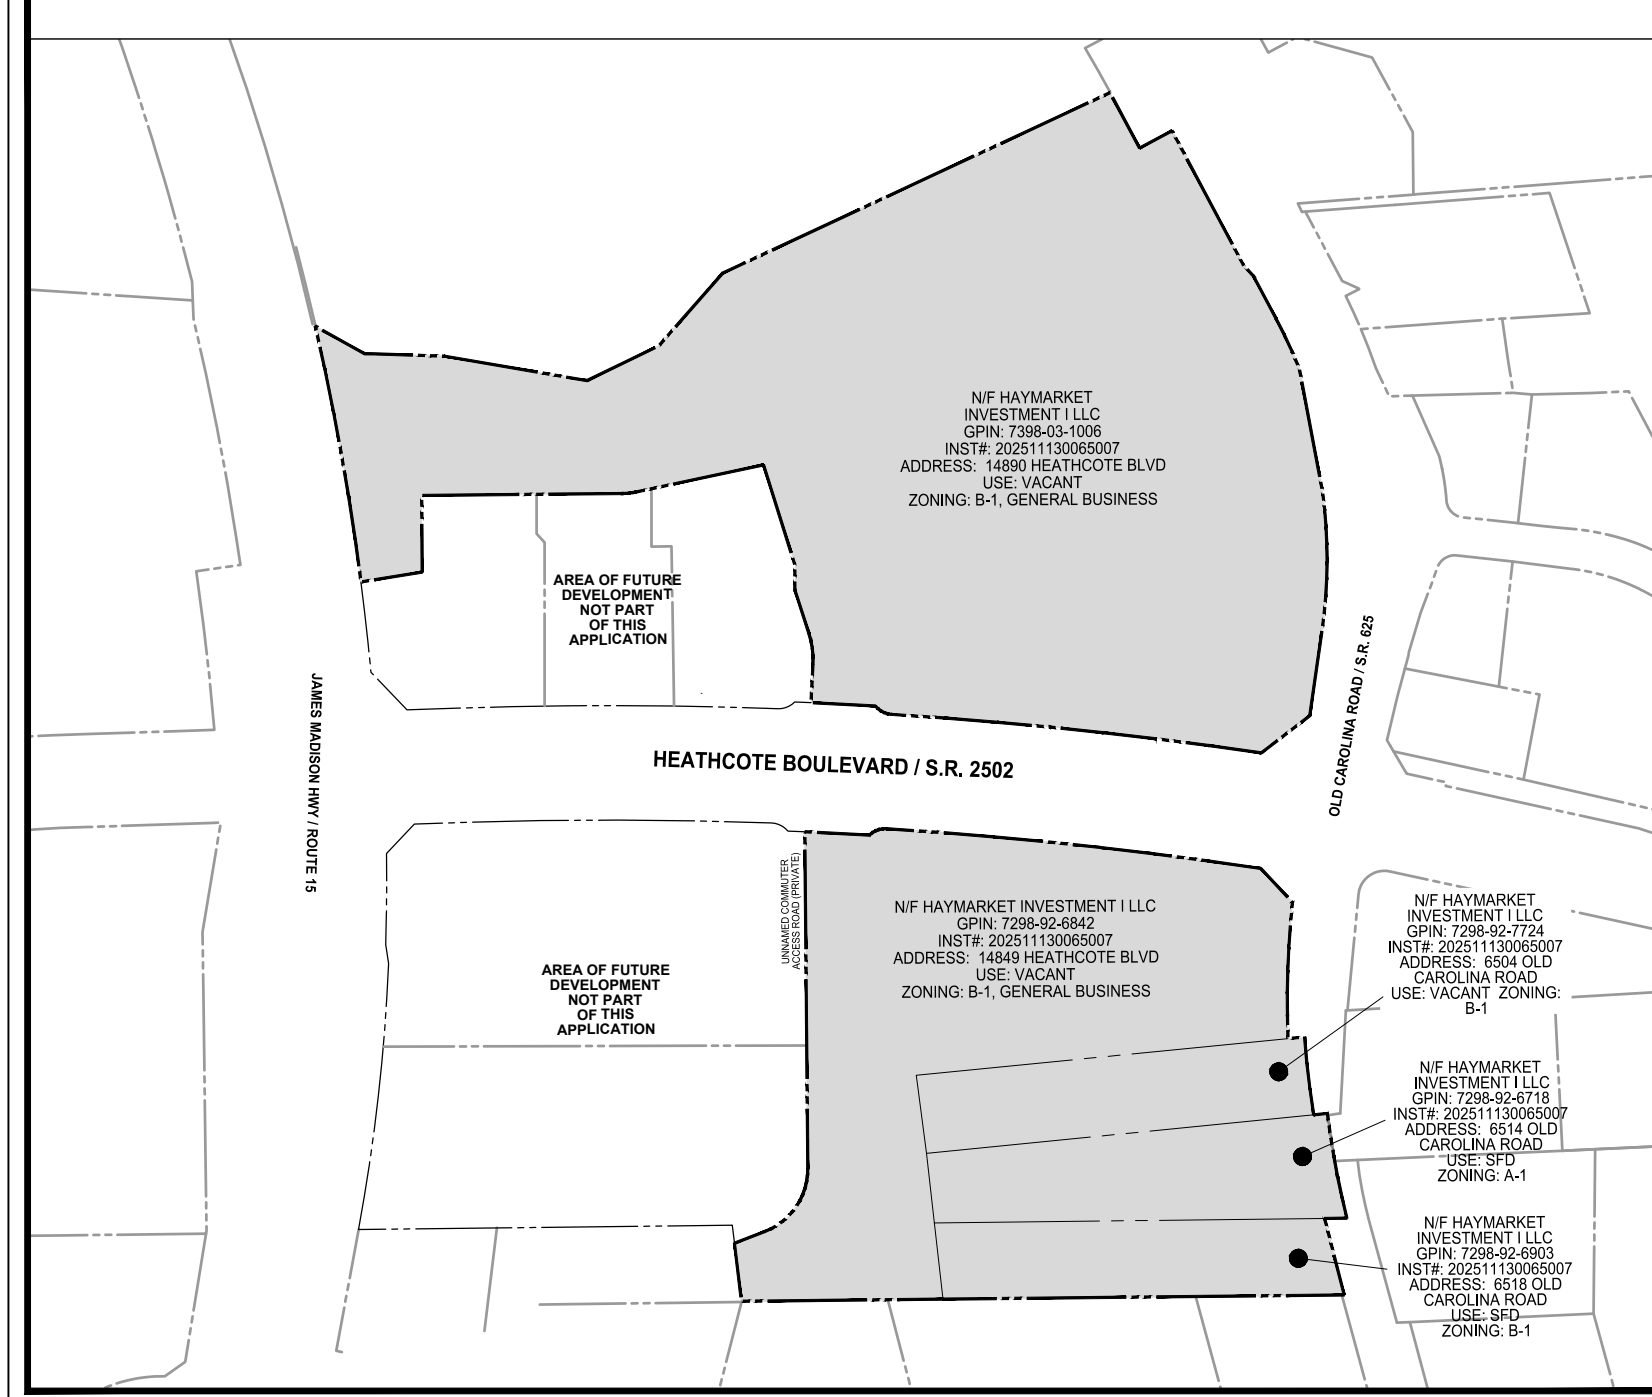 N/F HAYMARKET
INVESTMENT I LLC
GPIN: 7398-03-1006
INST#: 202511130065007
ADDRESS: 14890 HEATHCOTE BLVD
USE: VACANT
ZONING: B-1, GENERAL BUSINESS
AREA OF FUTURE
DEVELOPMENT
NOT PART
OF THIS
APPLICATION
JAMES MADISON HWY / ROUTE 15
HEATHCOTE BOULEVARD / S.R. 2502
OLD CAROLINA ROAD / S.R. 625
UNNAMED COMMUTER
ACCESS ROAD (PRIVATE)
N/F HAYMARKET INVESTMENT I LLC
GPIN: 7298-92-6842
INST#: 202511130065007
ADDRESS: 14849 HEATHCOTE BLVD
USE: VACANT
ZONING: B-1, GENERAL BUSINESS
AREA OF FUTURE
DEVELOPMENT
NOT PART
OF THIS
APPLICATION
N/F HAYMARKET
INVESTMENT I LLC
GPIN: 7298-92-7724
INST#: 202511130065007
ADDRESS: 6504 OLD
CAROLINA ROAD
USE: VACANT ZONING:
B-1
N/F HAYMARKET
INVESTMENT I LLC
GPIN: 7298-92-6718
INST#: 202511130065007
ADDRESS: 6514 OLD
CAROLINA ROAD
USE: SFD
ZONING: A-1
N/F HAYMARKET
INVESTMENT I LLC
GPIN: 7298-92-6903
INST#: 202511130065007
ADDRESS: 6518 OLD
CAROLINA ROAD
USE: SFD
ZONING: B-1